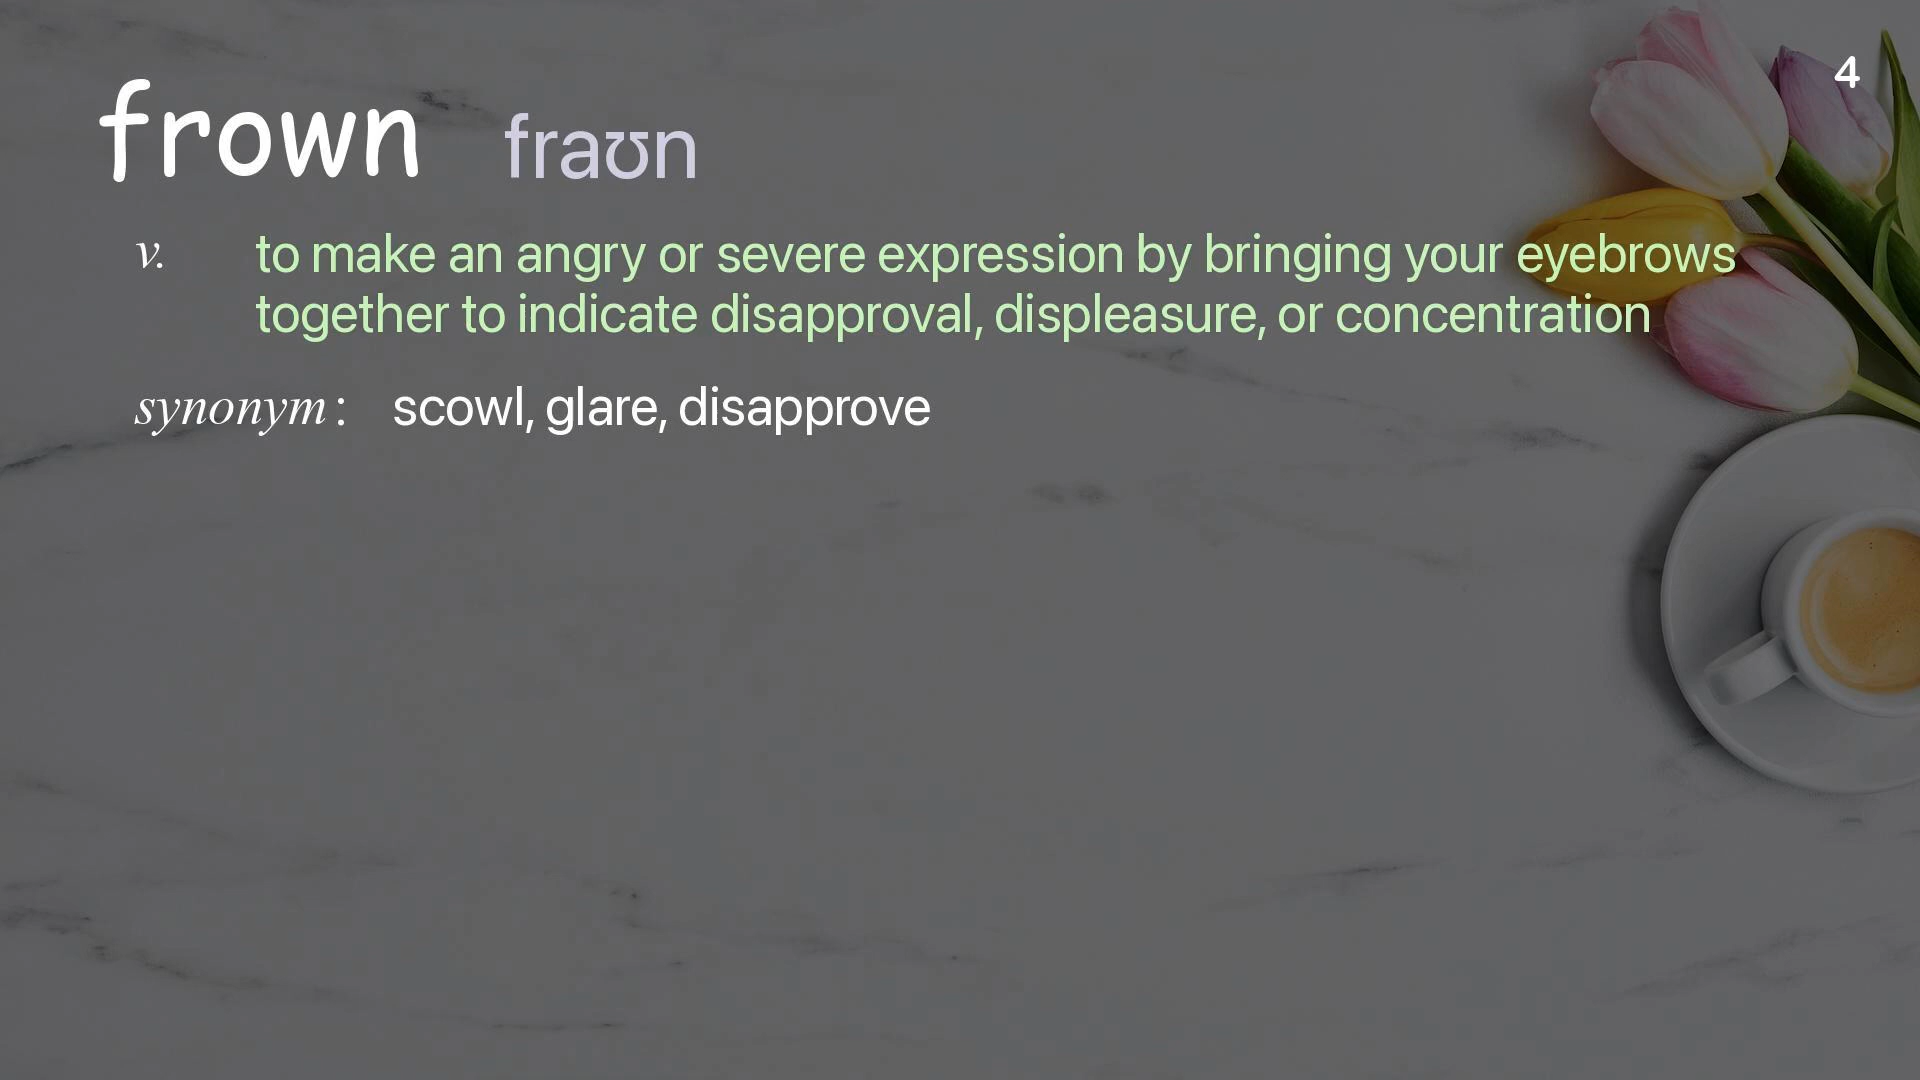 4
frown fraʊn
v. to make an angry or severe expression by bringing your eyebrows
together to indicate disapproval, displeasure, or concentration
synonym : scowl, glare, disapprove